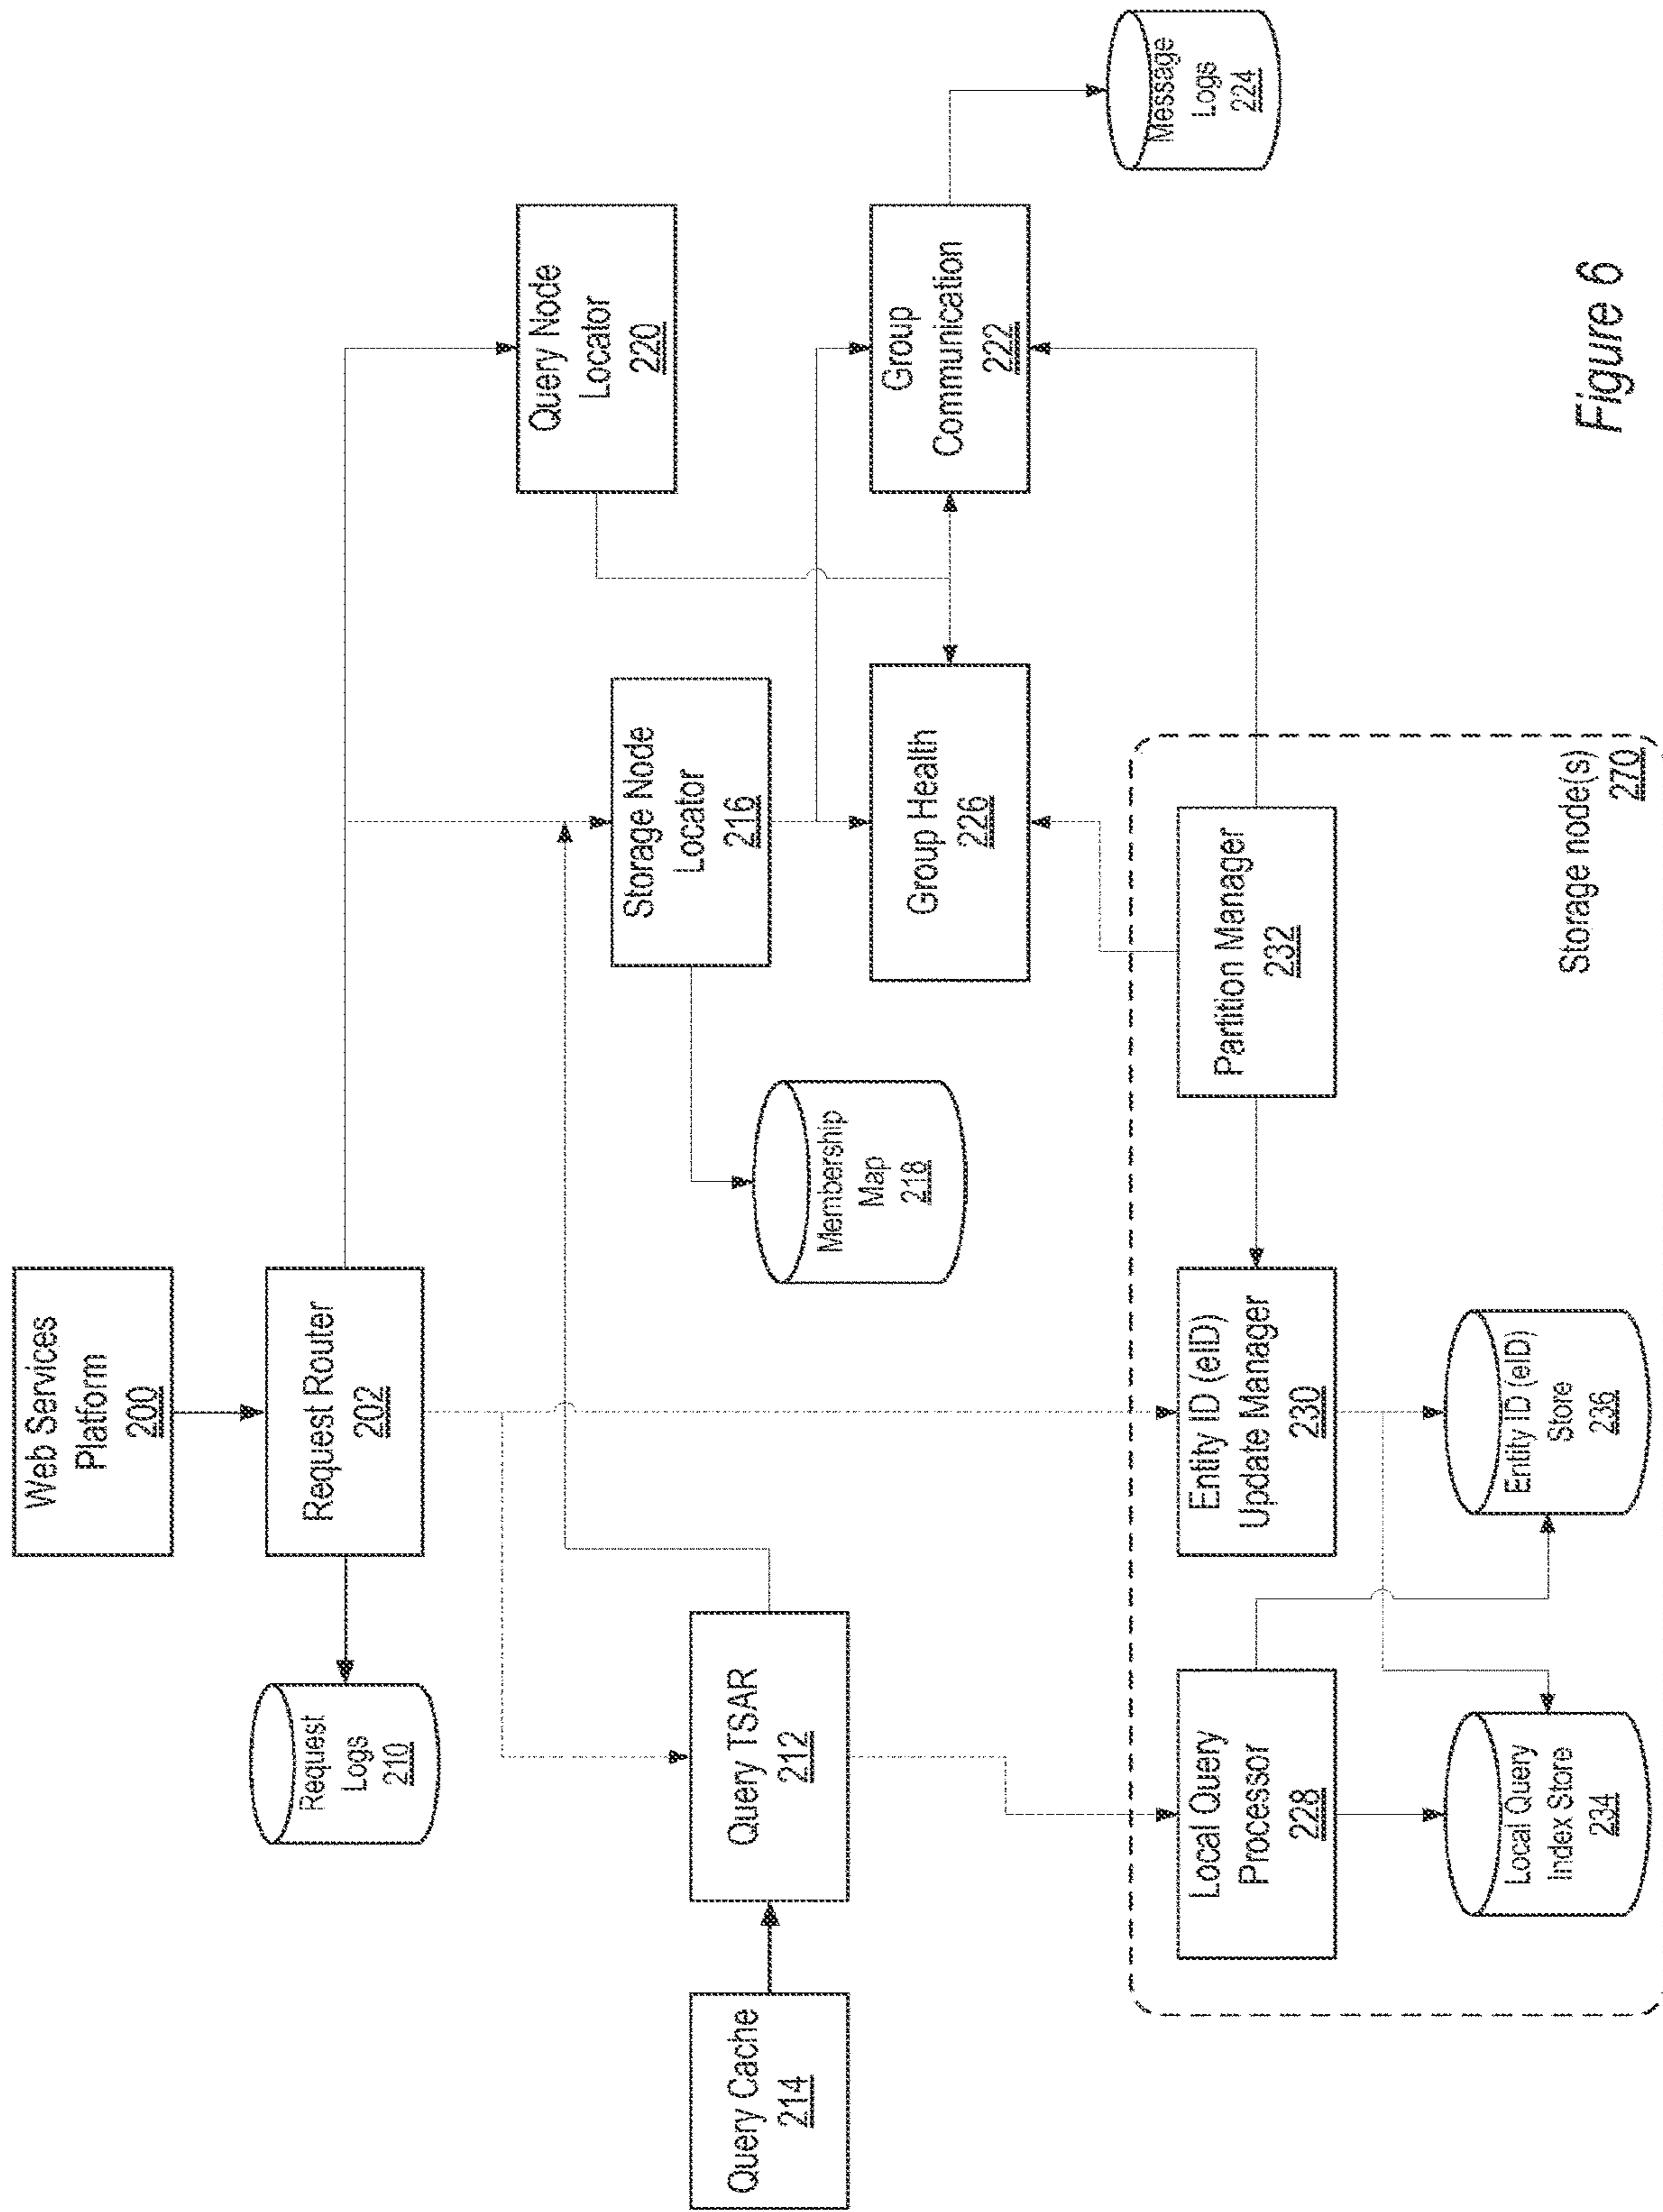 Web Services
Platform
200
Request
Logs
210
Request Router
202
Query Node
Locator
220
Storage Node
Locator
216
Query Cache
214
Query TSAR
212
Membership
Map
218
Group Health
226
Group
Communication
222
Message
Logs
224
Local Query
Processor
228
Entity ID (eID)
Update Manager
230
Partition Manager
232
Local Query
Index Store
234
Entity ID (eID)
Store
236
Storage node(s)
270
Figure 6